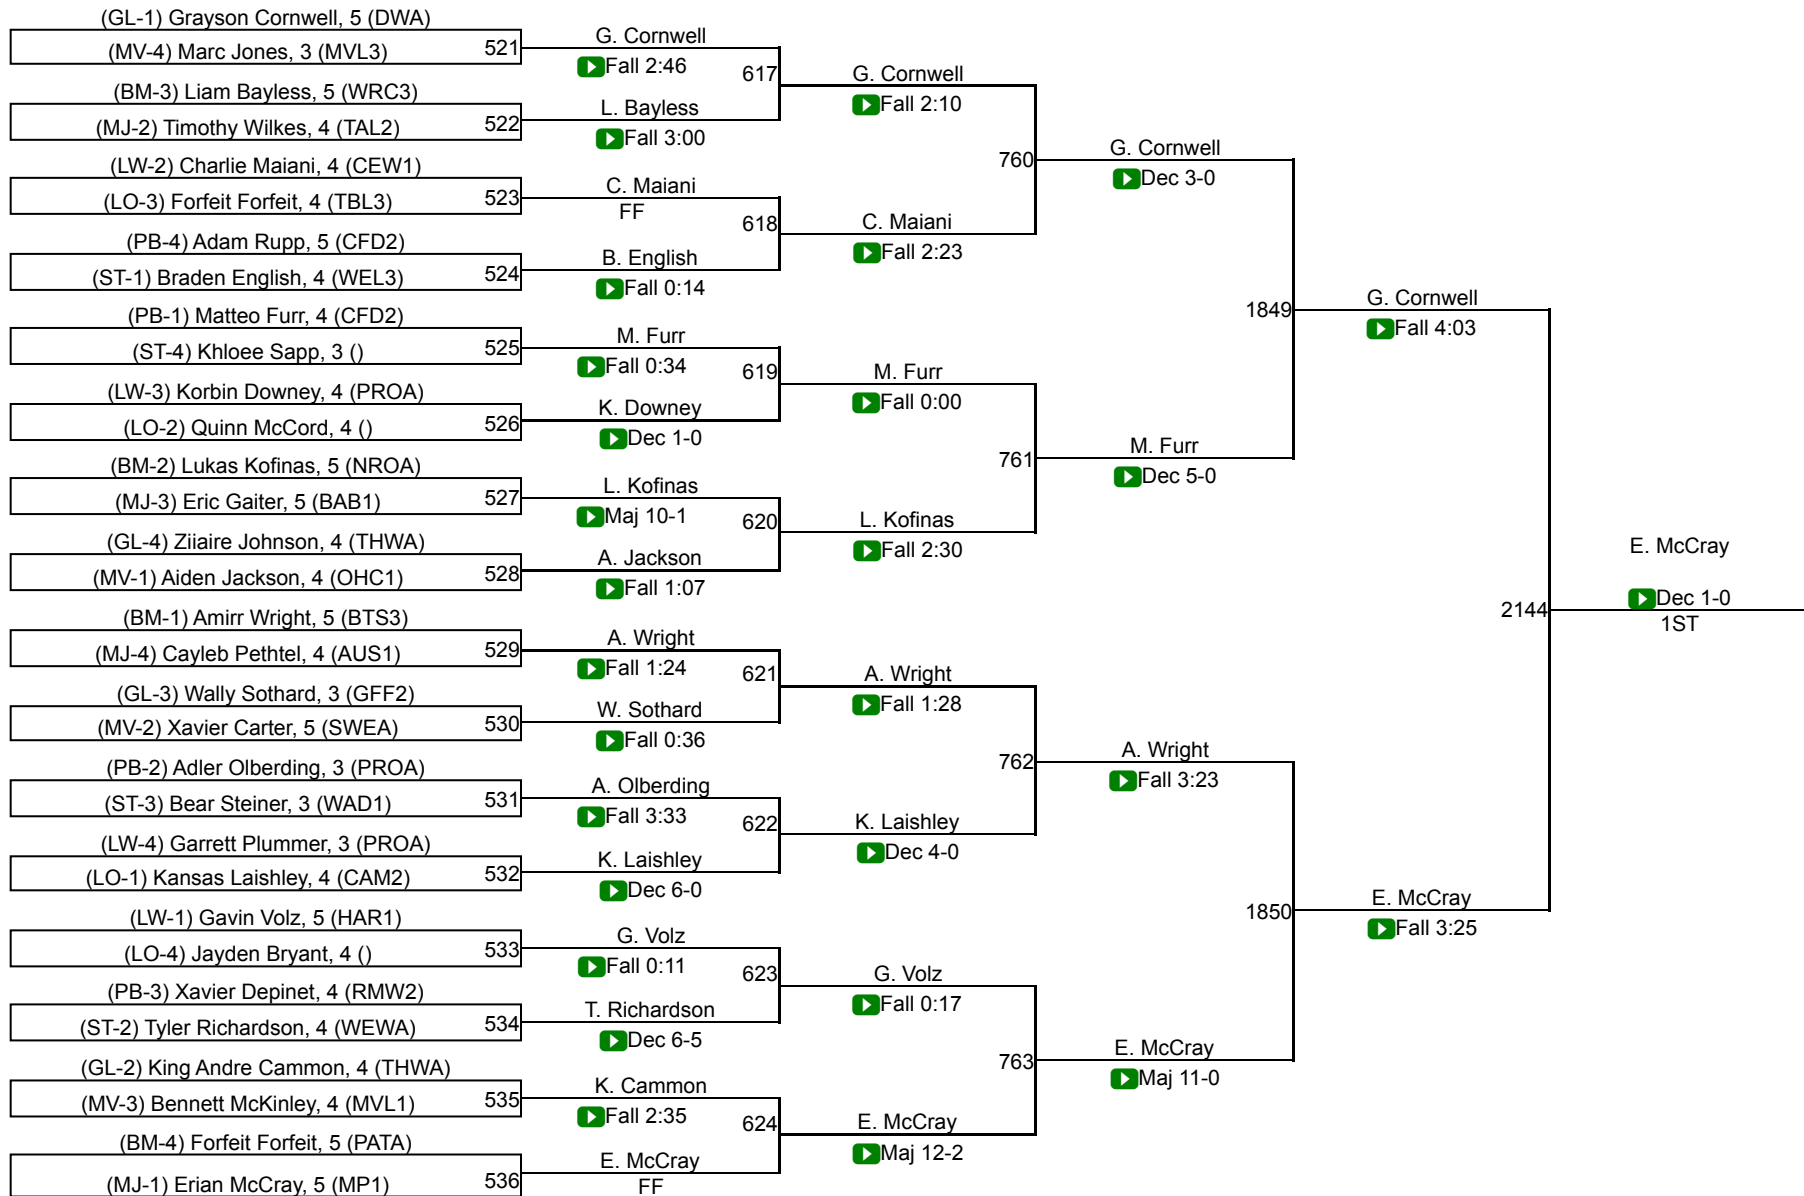 (GL-1) Grayson Cornwell, 5 (DWA)
(MV-4) Marc Jones, 3 (MVL3)
521
(BM-3) Liam Bayless, 5 (WRC3)
(MJ-2) Timothy Wilkes, 4 (TAL2)
522
(LW-2) Charlie Maiani, 4 (CEW1)
(LO-3) Forfeit Forfeit, 4 (TBL3)
523
(PB-4) Adam Rupp, 5 (CFD2)
(ST-1) Braden English, 4 (WEL3)
524
(PB-1) Matteo Furr, 4 (CFD2)
(ST-4) Khloee Sapp, 3 ()
525
(LW-3) Korbin Downey, 4 (PROA)
(LO-2) Quinn McCord, 4 ()
526
(BM-2) Lukas Kofinas, 5 (NROA)
(MJ-3) Eric Gaiter, 5 (BAB1)
527
(GL-4) Ziiaire Johnson, 4 (THWA)
(MV-1) Aiden Jackson, 4 (OHC1)
528
(BM-1) Amirr Wright, 5 (BTS3)
(MJ-4) Cayleb Pethtel, 4 (AUS1)
529
(GL-3) Wally Sothard, 3 (GFF2)
(MV-2) Xavier Carter, 5 (SWEA)
530
(PB-2) Adler Olberding, 3 (PROA)
(ST-3) Bear Steiner, 3 (WAD1)
531
(LW-4) Garrett Plummer, 3 (PROA)
(LO-1) Kansas Laishley, 4 (CAM2)
532
(LW-1) Gavin Volz, 5 (HAR1)
(LO-4) Jayden Bryant, 4 ()
533
(PB-3) Xavier Depinet, 4 (RMW2)
(ST-2) Tyler Richardson, 4 (WEWA)
534
(GL-2) King Andre Cammon, 4 (THWA)
(MV-3) Bennett McKinley, 4 (MVL1)
535
(BM-4) Forfeit Forfeit, 5 (PATA)
(MJ-1) Erian McCray, 5 (MP1)
536
G. Cornwell
Fall 2:46
617
L. Bayless
Fall 3:00
C. Maiani
FF
618
B. English
Fall 0:14
M. Furr
Fall 0:34
619
K. Downey
Dec 1-0
L. Kofinas
Maj 10-1
620
A. Jackson
Fall 1:07
A. Wright
Fall 1:24
621
W. Sothard
Fall 0:36
A. Olberding
Fall 3:33
622
K. Laishley
Dec 6-0
G. Volz
Fall 0:11
623
T. Richardson
Dec 6-5
K. Cammon
Fall 2:35
624
E. McCray
FF
G. Cornwell
Fall 2:10
760
C. Maiani
Fall 2:23
M. Furr
Fall 0:00
761
L. Kofinas
Fall 2:30
A. Wright
Fall 1:28
762
K. Laishley
Dec 4-0
G. Volz
Fall 0:17
763
E. McCray
Maj 12-2
G. Cornwell
Dec 3-0
1849
M. Furr
Dec 5-0
A. Wright
Fall 3:23
1850
E. McCray
Maj 11-0
G. Cornwell
Fall 4:03
2144
E. McCray
Fall 3:25
E. McCray
Dec 1-0
1ST